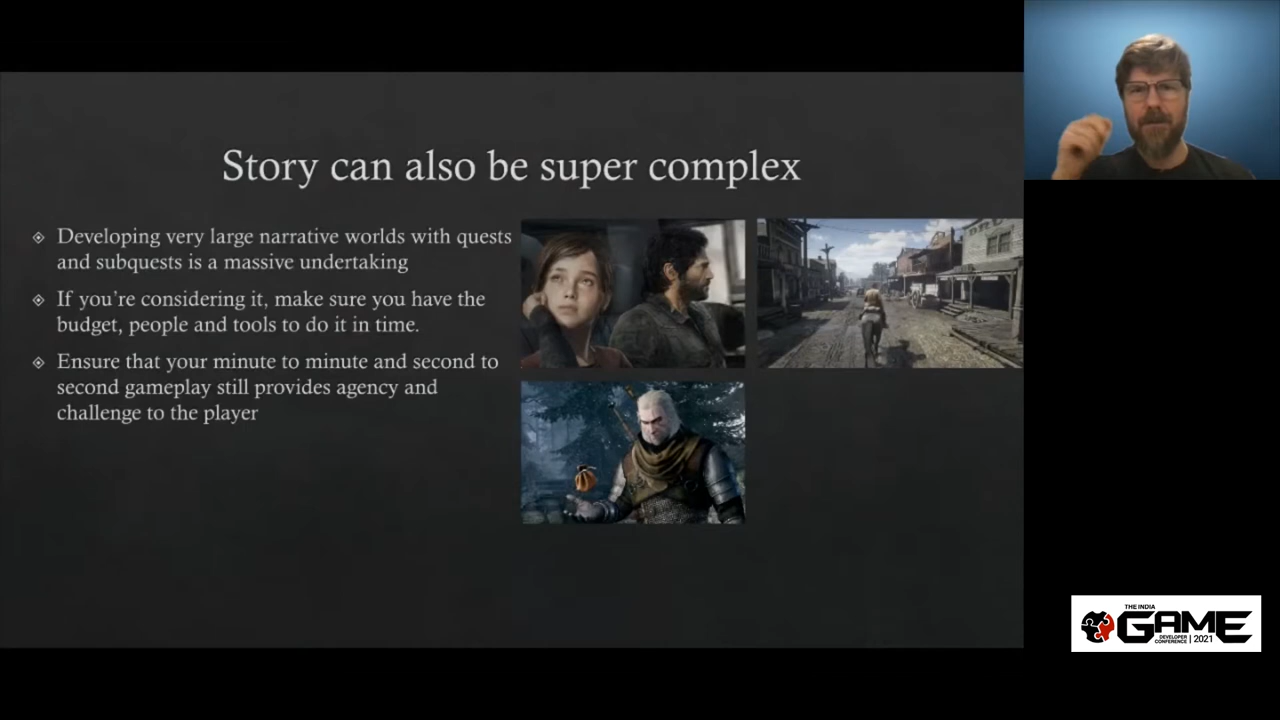 Story can also be super complex
Developing very large narrative worlds with quests
and subquests is a massive undertaking
If you're considering it, make sure you have the
budget, people and tools to do it in time.
Ensure that your minute to minute and second to
second gameplay still provides agency and
challenge to the player
THE INDIA
GAME
DEVELOPER
CONFERENCE | 2021